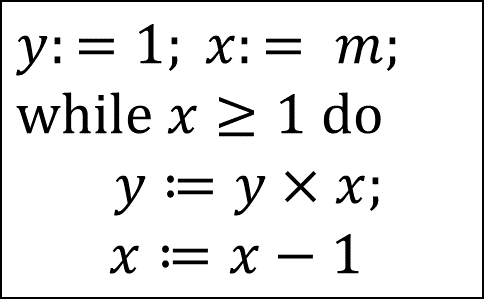 y: = 1; x: = m;
while x ≥ 1 do
y ≔ y × x;
x ≔ x − 1